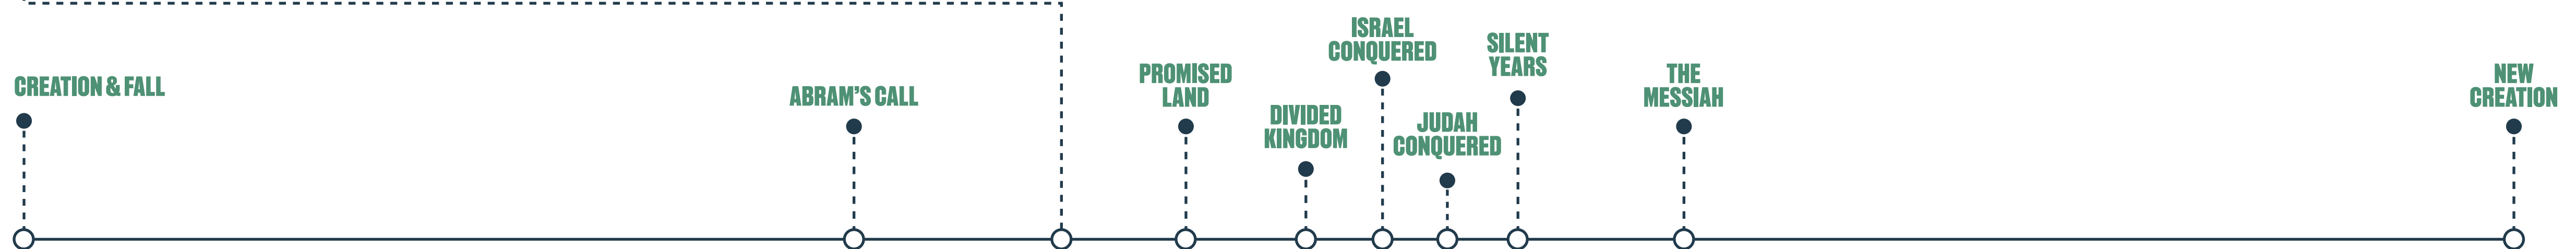 CREATION & FALL
ABRAM'S CALL
PROMISED
LAND
DIVIDED
KINGDOM
ISRAEL
CONQUERED
JUDAH
CONQUERED
SILENT
YEARS
THE
MESSIAH
NEW
CREATION